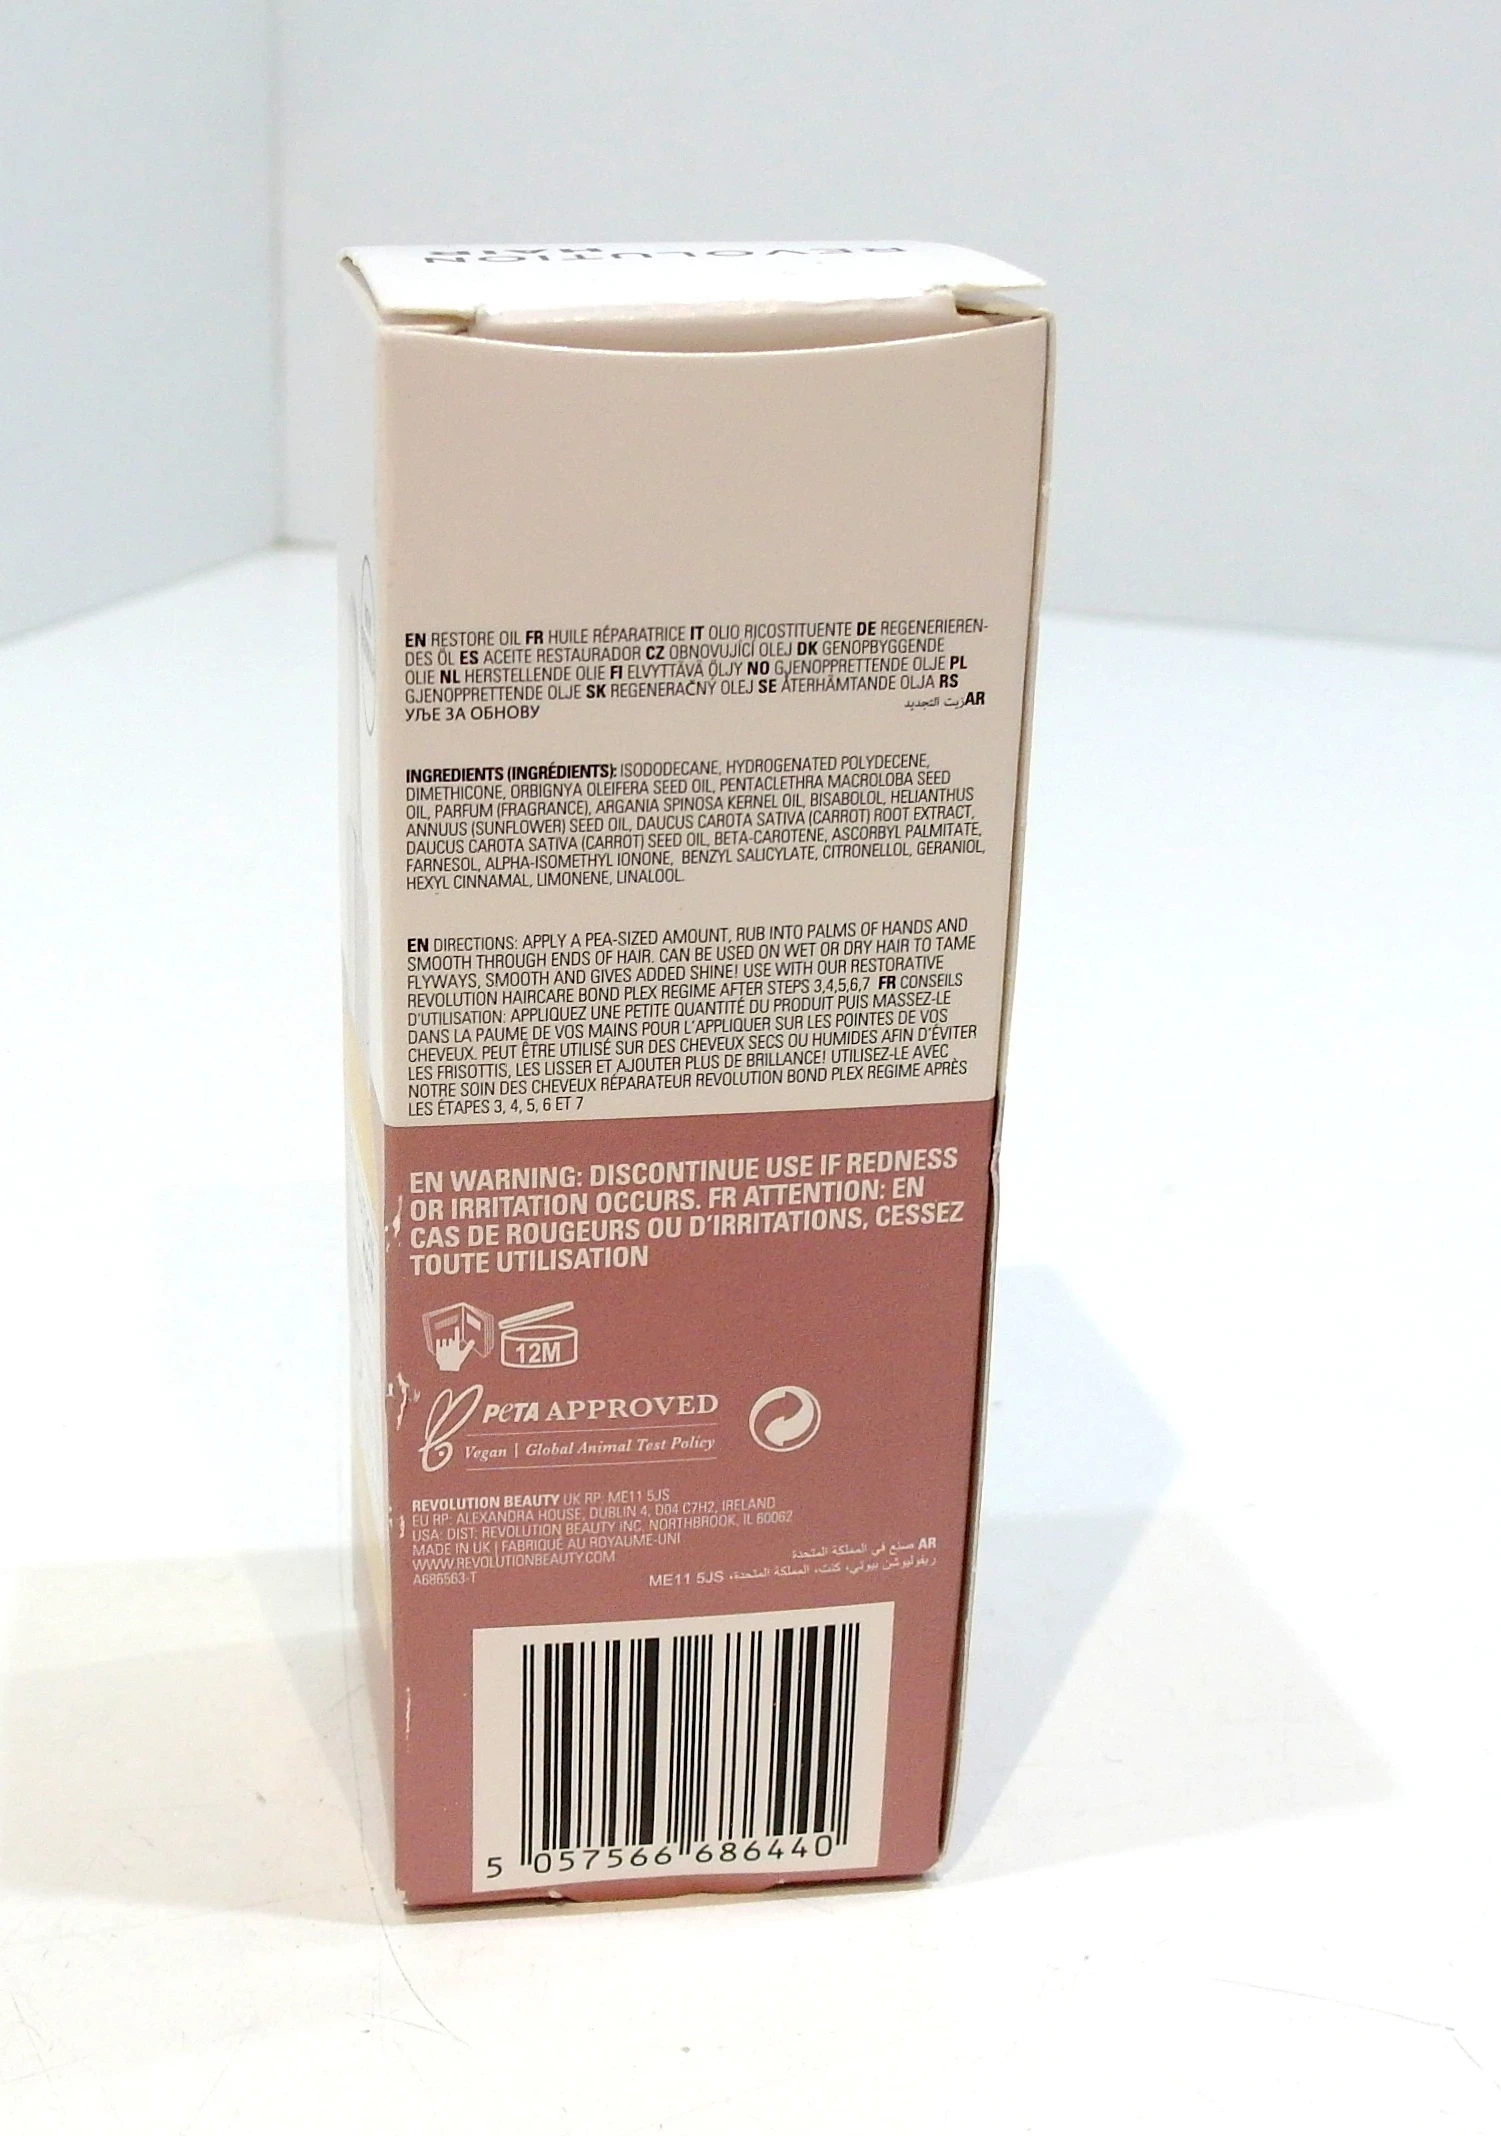 REVOLUTION
HAIR
EN RESTORE OIL FR HUILE RÉPARATRICE IT OLIO RICOSTITUENTE DE REGENERIEREN-
DES ÖL ES ACEITE RESTAURADOR CZ OBNOVUJÍCÍ OLEJ DK GENOPBYGGENDE
OLIE NL HERSTELLENDE OLIE FI ELVYTTÄVÄ ÖLJY NO GJENOPPRETTENDE OLJE PL
GJENOPPRETTENDE OLJE SK REGENERAČNÝ OLEJ SE ÅTERHÄMTANDE OLJA RS
УЉЕ ЗА ОБНОВУ
ARزيت التجديد
INGREDIENTS (INGRÉDIENTS): ISODODECANE, HYDROGENATED POLYDECENE,
DIMETHICONE, ORBIGNYA OLEIFERA SEED OIL, PENTACLETHRA MACROLOBA SEED
OIL, PARFUM (FRAGRANCE), ARGANIA SPINOSA KERNEL OIL, BISABOLOL, HELIANTHUS
ANNUUS (SUNFLOWER) SEED OIL, DAUCUS CAROTA SATIVA (CARROT) ROOT EXTRACT,
DAUCUS CAROTA SATIVA (CARROT) SEED OIL, BETA-CAROTENE, ASCORBYL PALMITATE,
FARNESOL, ALPHA-ISOMETHYL IONONE, BENZYL SALICYLATE, CITRONELLOL, GERANIOL,
HEXYL CINNAMAL, LIMONENE, LINALOOL.
EN DIRECTIONS: APPLY A PEA-SIZED AMOUNT, RUB INTO PALMS OF HANDS AND
SMOOTH THROUGH ENDS OF HAIR. CAN BE USED ON WET OR DRY HAIR TO TAME
FLYWAYS, SMOOTH AND GIVES ADDED SHINE! USE WITH OUR RESTORATIVE
REVOLUTION HAIRCARE BOND PLEX REGIME AFTER STEPS 3,4,5,6,7 FR CONSEILS
D'UTILISATION: APPLIQUEZ UNE PETITE QUANTITÉ DU PRODUIT PUIS MASSEZ-LE
DANS LA PAUME DE VOS MAINS POUR L'APPLIQUER SUR LES POINTES DE VOS
CHEVEUX. PEUT ÊTRE UTILISÉ SUR DES CHEVEUX SECS OU HUMIDES AFIN D'ÉVITER
LES FRISOTTIS, LES LISSER ET AJOUTER PLUS DE BRILLANCE! UTILISEZ-LE AVEC
NOTRE SOIN DES CHEVEUX RÉPARATEUR REVOLUTION BOND PLEX REGIME APRÈS
LES ÉTAPES 3, 4, 5, 6 ET 7
EN WARNING: DISCONTINUE USE IF REDNESS
OR IRRITATION OCCURS. FR ATTENTION: EN
CAS DE ROUGEURS OU D'IRRITATIONS, CESSEZ
TOUTE UTILISATION
12M
PETA APPROVED
Vegan | Global Animal Test Policy
REVOLUTION BEAUTY UK RP: ME11 5JS
EU RP: ALEXANDRA HOUSE, DUBLIN 4, D04 C7H2, IRELAND
USA: DIST: REVOLUTION BEAUTY INC. NORTHBROOK, IL 60062
MADE IN UK | FABRIQUÉ AU ROYAUME-UNI
WWW.REVOLUTIONBEAUTY.COM
A686563-T
AR صنع في المملكة المتحدة
ريفوليوشن بيوتي، كنت، المملكة المتحدة، ME11 5JS
5 057566 686440